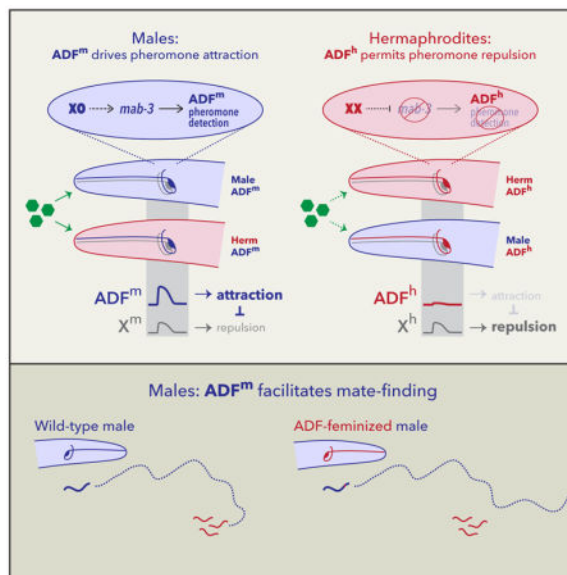 Males:
ADFᵐ drives pheromone attraction
XO
mab-3
ADFᵐ
pheromone
detection
Male
ADFᵐ
Herm
ADFᵐ
ADFᵐ
attraction
Xᵐ
repulsion
Hermaphrodites:
ADFʰ permits pheromone repulsion
XX
mab-3
ADFʰ
pheromone
detection
Herm
ADFʰ
Male
ADFʰ
ADFʰ
attraction
Xʰ
repulsion
Males: ADFᵐ facilitates mate-finding
Wild-type male
ADF-feminized male